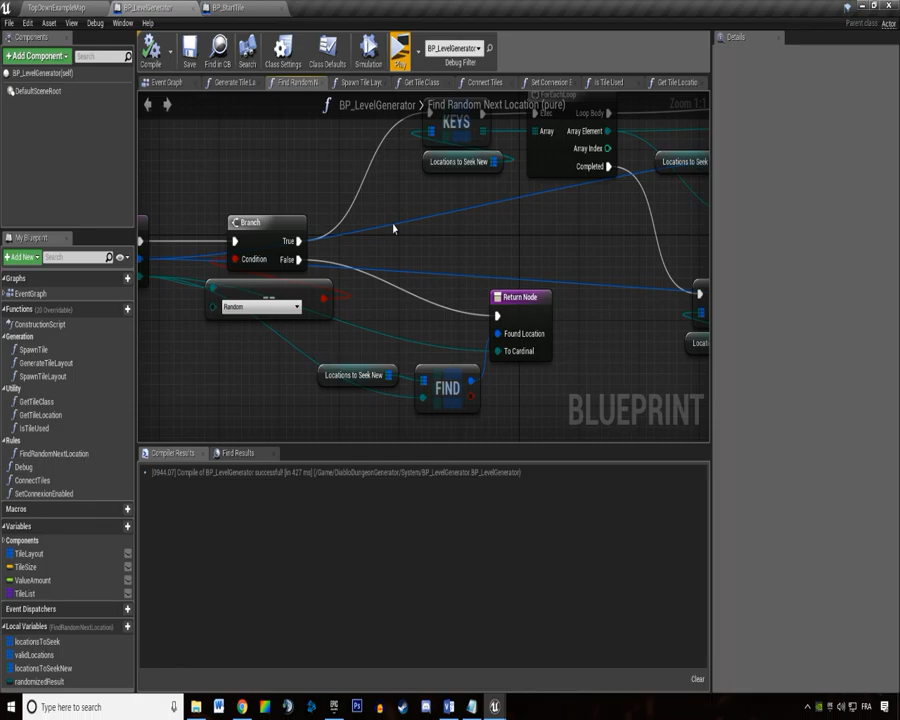 TopDownExampleMap
BP_LevelGenerator
BP_StartTile
File
Edit
Asset
View
Debug
Window
Help
Parent class: Actor
Components
Add Component
Search
BP_LevelGenerator(self)
DefaultSceneRoot
My Blueprint
Add New
Search
Graphs
EventGraph
Functions (20 Overridable)
ConstructionScript
Generation
SpawnTile
GenerateTileLayout
SpawnTileLayout
Utility
GetTileClass
GetTileLocation
IsTileUsed
Rules
FindRandomNextLocation
Debug
ConnectTiles
SetConnexionEnabled
Macros
Variables
Components
TileLayout
TileSize
ValueAmount
TileList
Event Dispatchers
Local Variables (FindRandomNextLocation)
locationsToSeek
validLocations
locationsToSeekNew
randomizedResult
Compile
Save
Find in CB
Search
Class Settings
Class Defaults
Simulation
Play
BP_LevelGenerator
Debug Filter
Event Graph
Generate Tile La
Find Random N
Spawn Tile Layo
Get Tile Class
Connect Tiles
Set Connexion E
Is Tile Used
Get Tile Locatio
BP_LevelGenerator > Find Random Next Location (pure)
Zoom 1:1
ForEachLoop
KEYS
Exec
Loop Body
Array
Array Element
Array Index
Completed
Locations to Seek New
Locations to Seek
Branch
True
Condition
False
==
Random
Return Node
Found Location
To Cardinal
Locations to Seek New
FIND
Locati
BLUEPRINT
Compiler Results
Find Results
[0944.07] Compile of BP_LevelGenerator successful! [in 427 ms] (/Game/DiabloDungeonGenerator/System/BP_LevelGenerator.BP_LevelGenerator)
Clear
Details
Type here to search
FRA